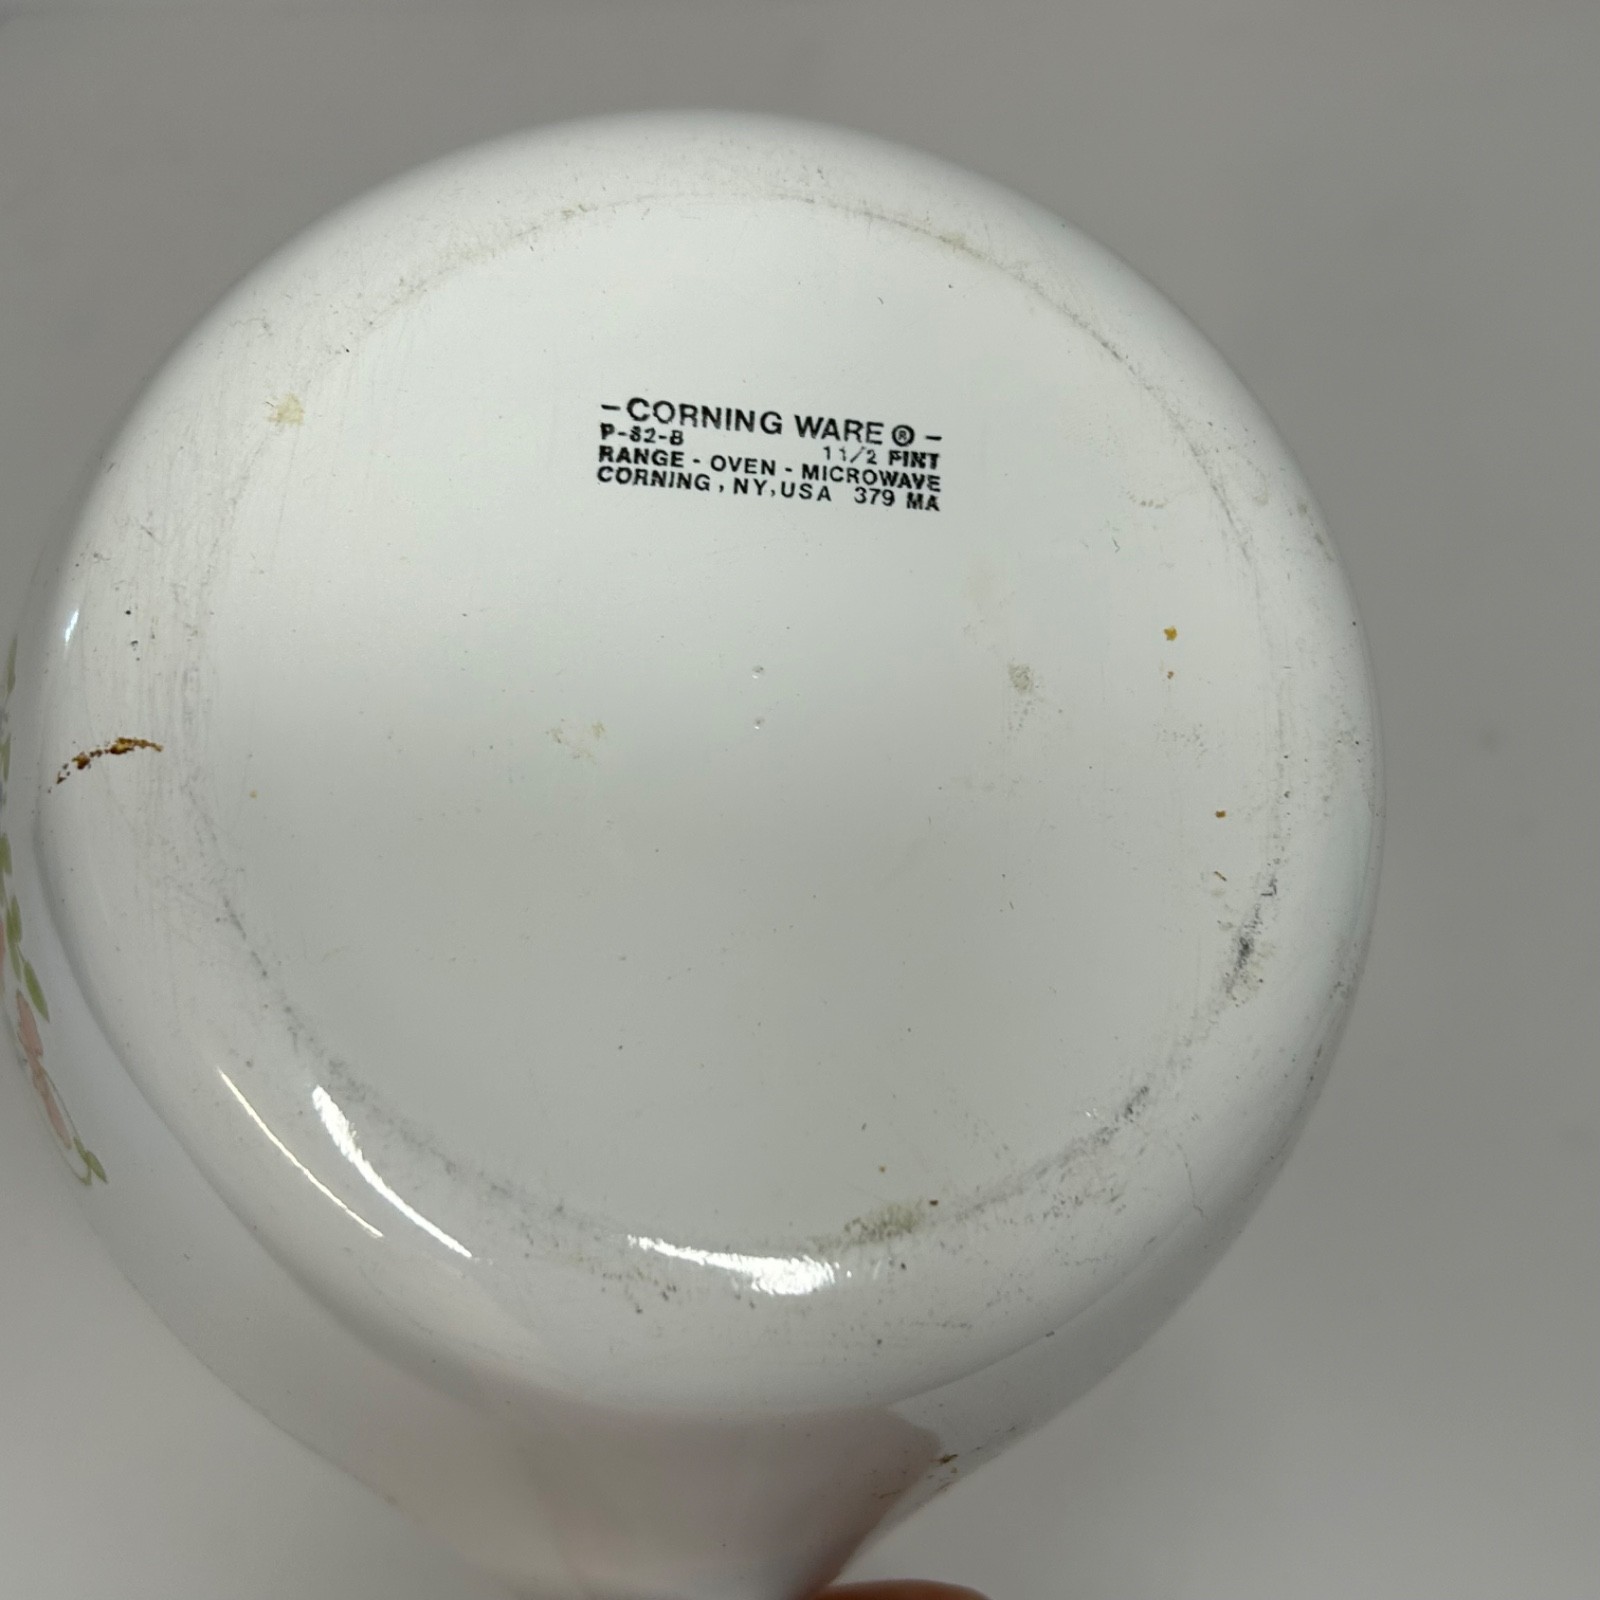 - CORNING WARE ® -
P-82-B 1 1/2 PINT
RANGE - OVEN - MICROWAVE
CORNING, NY, USA 379 MA